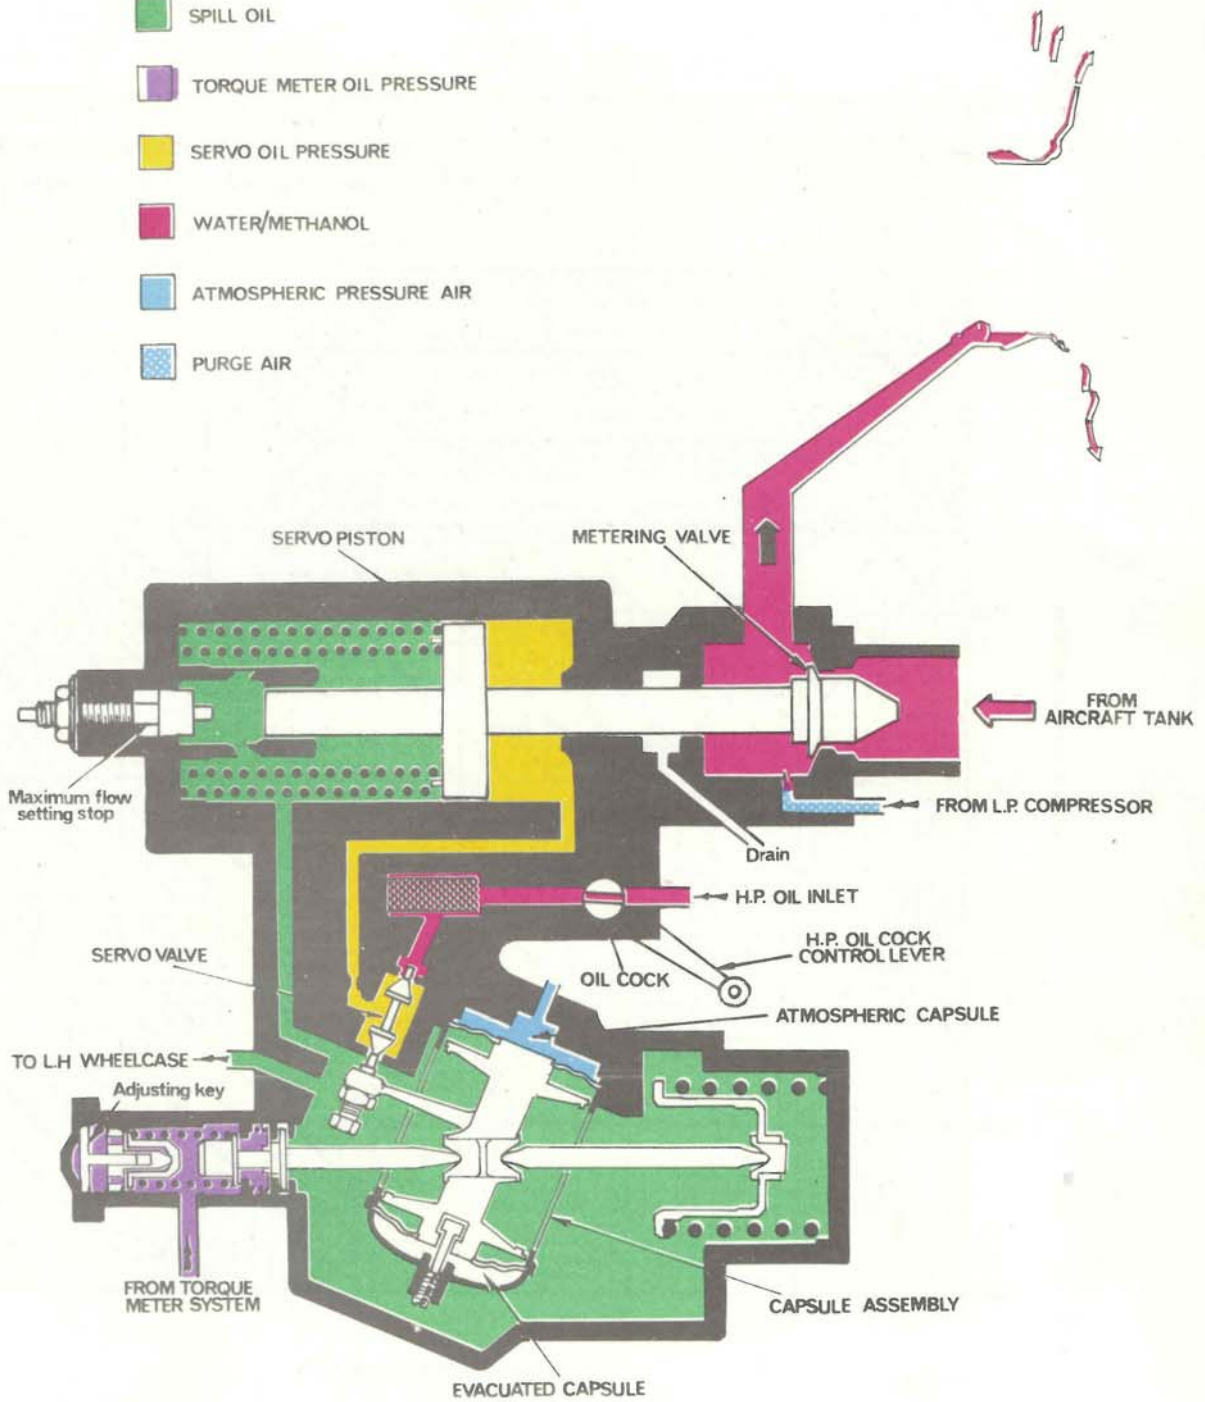 SPILL OIL
TORQUE METER OIL PRESSURE
SERVO OIL PRESSURE
WATER/METHANOL
ATMOSPHERIC PRESSURE AIR
PURGE AIR
SERVO PISTON
METERING VALVE
FROM
AIRCRAFT TANK
Maximum flow
setting stop
FROM L.P. COMPRESSOR
Drain
H.P. OIL INLET
SERVO VALVE
H.P. OIL COCK
CONTROL LEVER
OIL COCK
ATMOSPHERIC CAPSULE
TO L.H WHEELCASE
Adjusting key
FROM TORQUE
METER SYSTEM
CAPSULE ASSEMBLY
EVACUATED CAPSULE